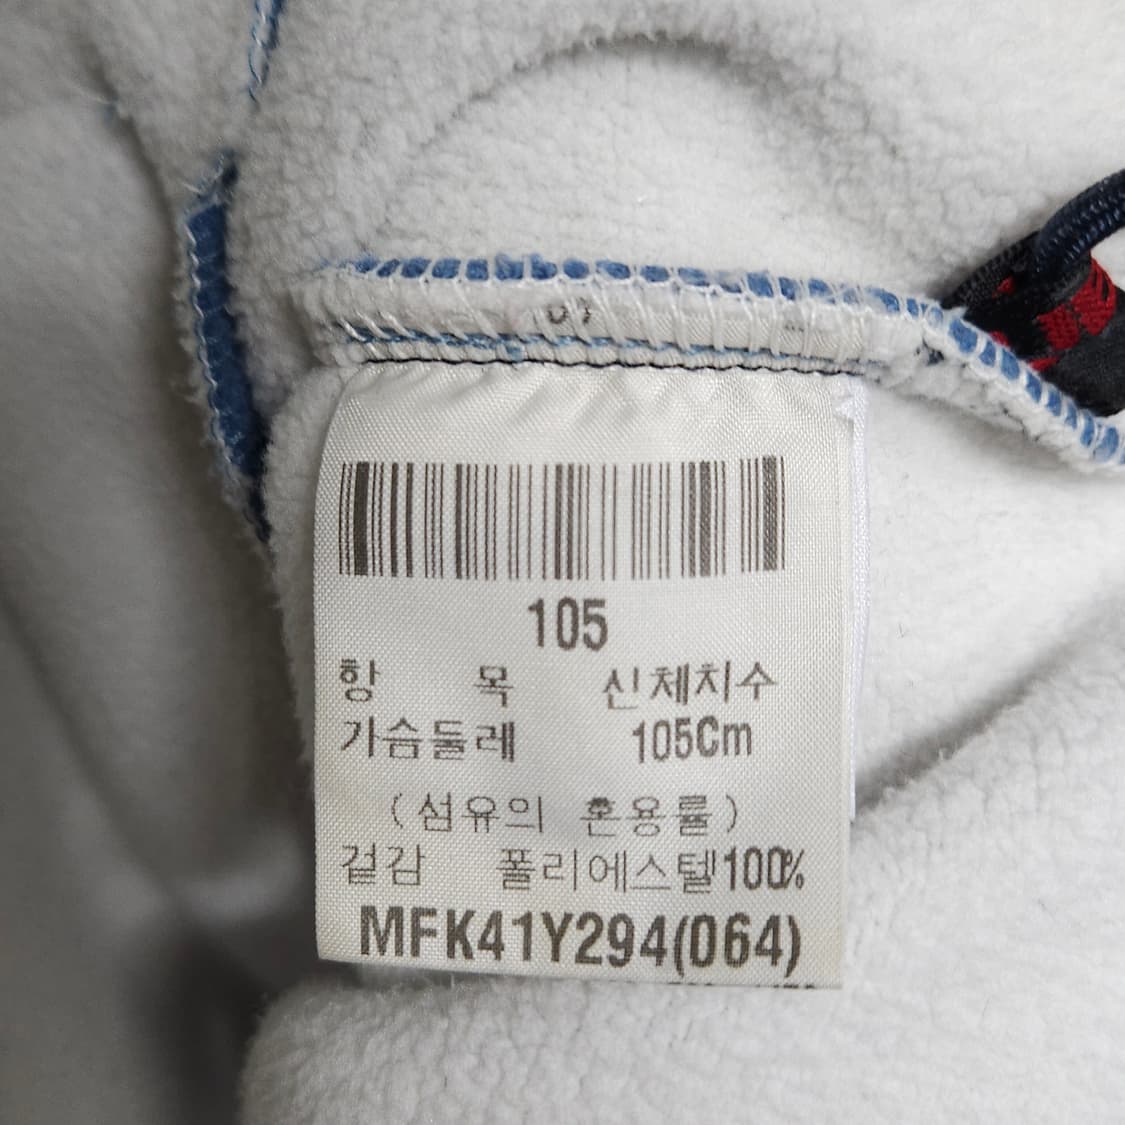 105
항 목 신체치수
가슴둘레 105Cm
(섬유의 혼용률)
겉감 폴리에스텔100%
MFK41Y294(064)